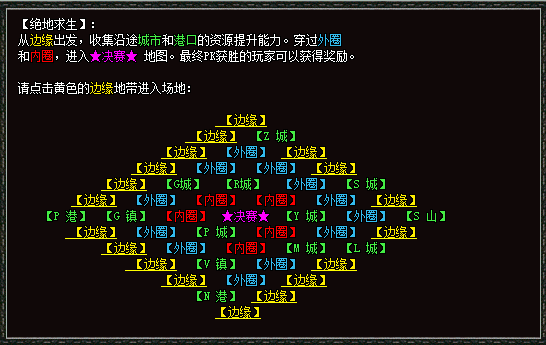 【绝地求生】:
从边缘出发，收集沿途城市和港口的资源提升能力。穿过外圈
和内圈，进入★决赛★ 地图。最终PK获胜的玩家可以获得奖励。
请点击黄色的边缘地带进入场地:
【边缘】
【边缘】 【Z 城】
【边缘】 【外圈】 【边缘】
【边缘】 【外圈】 【外圈】 【边缘】
【边缘】 【G城】 【R城】 【外圈】 【S 城】
【边缘】 【外圈】 【内圈】 【内圈】 【外圈】 【边缘】
【P 港】 【G 镇】 【内圈】 ★决赛★ 【Y 城】 【外圈】 【S 山】
【边缘】 【外圈】 【P 城】 【内圈】 【外圈】 【边缘】
【边缘】 【外圈】 【内圈】 【M 城】 【L 城】
【边缘】 【V 镇】 【外圈】 【边缘】
【边缘】 【外圈】 【边缘】
【N 港】 【边缘】
【边缘】